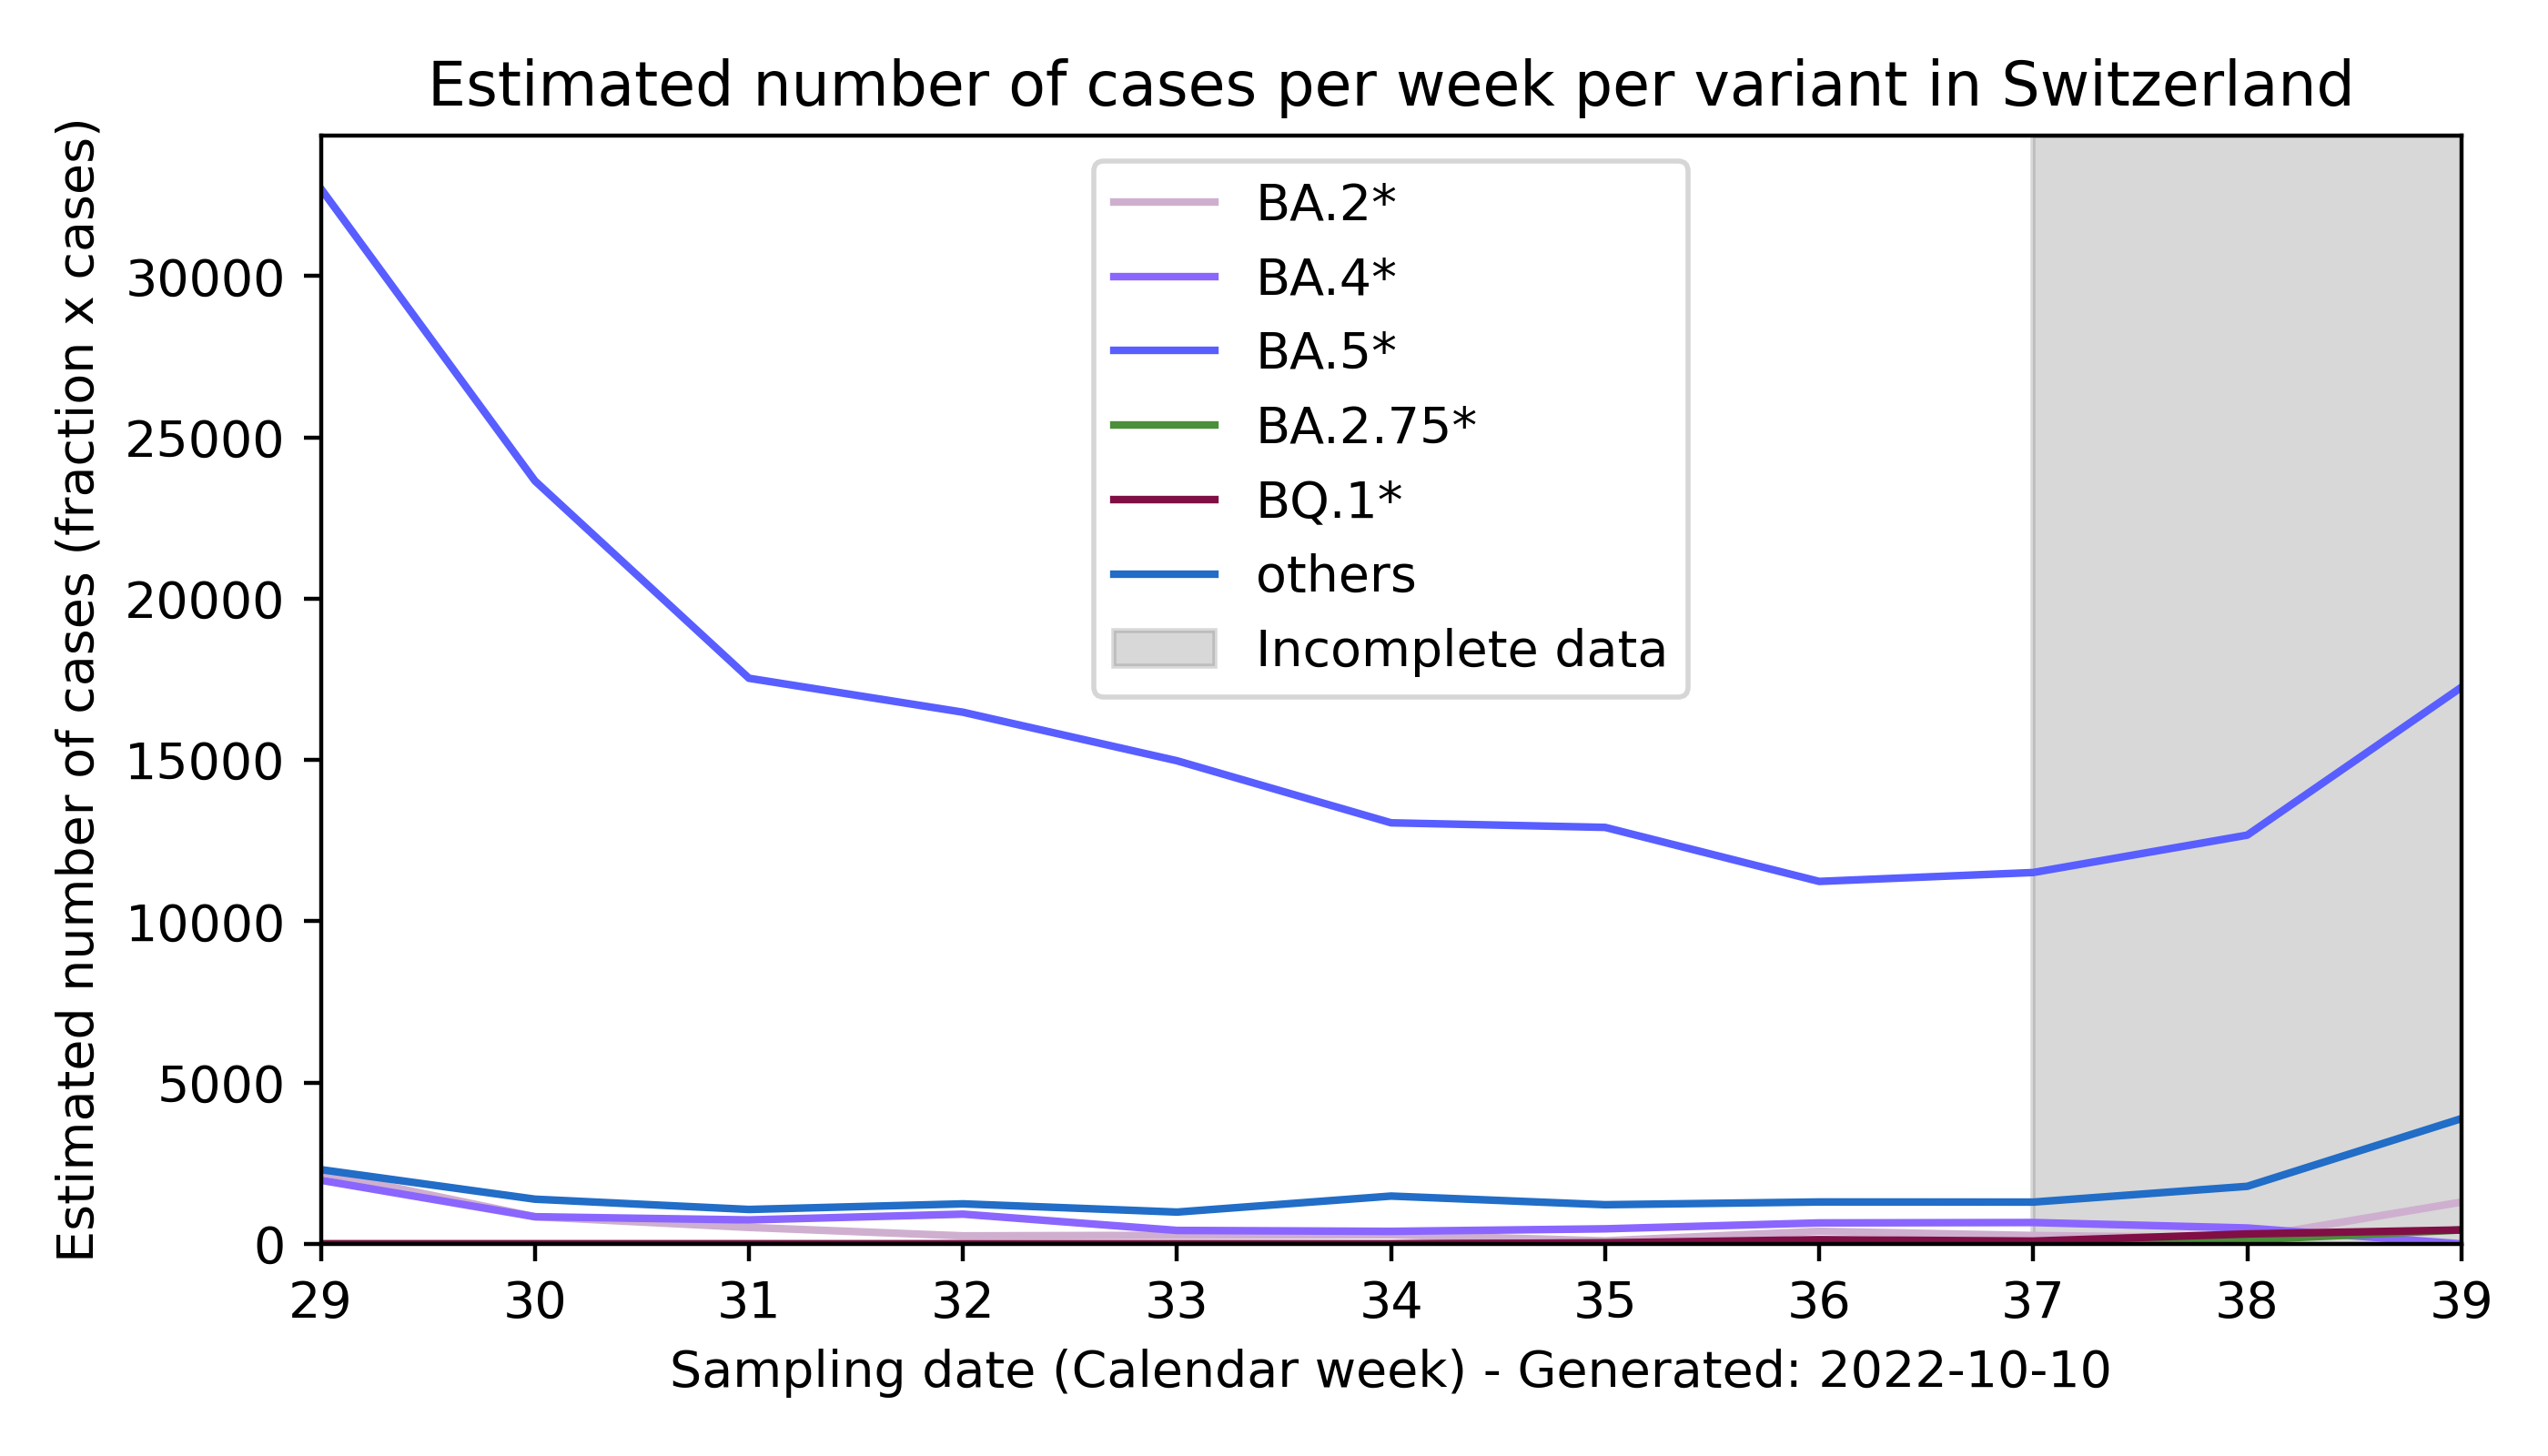 Estimated number of cases per week per variant in Switzerland
Estimated number of cases (fraction x cases)
30000
25000
20000
15000
10000
5000
0
BA.2*
BA.4*
BA.5*
BA.2.75*
BQ.1*
others
Incomplete data
29 30 31 32 33 34 35 36 37 38 39
Sampling date (Calendar week) - Generated: 2022-10-10